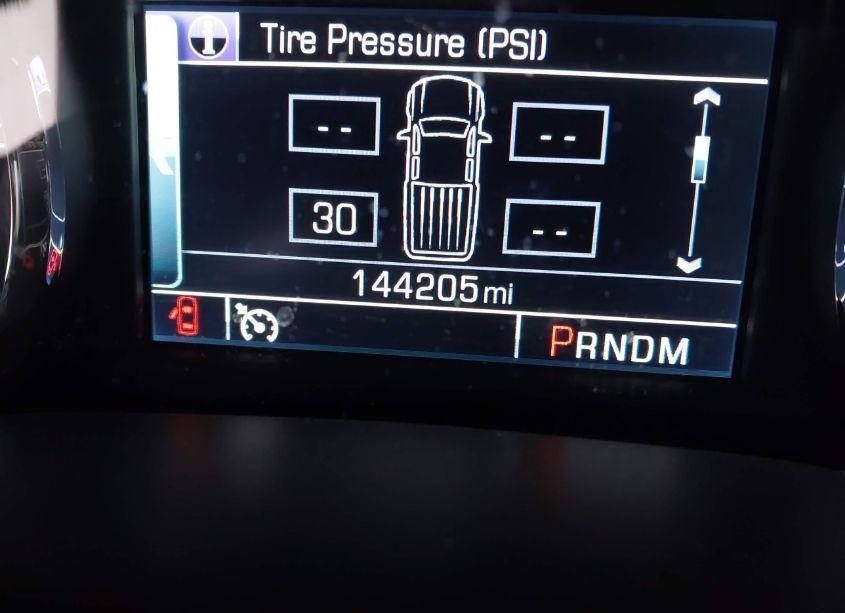 Tire Pressure (PSI)
-- --
30 --
144205 mi
PRNDM